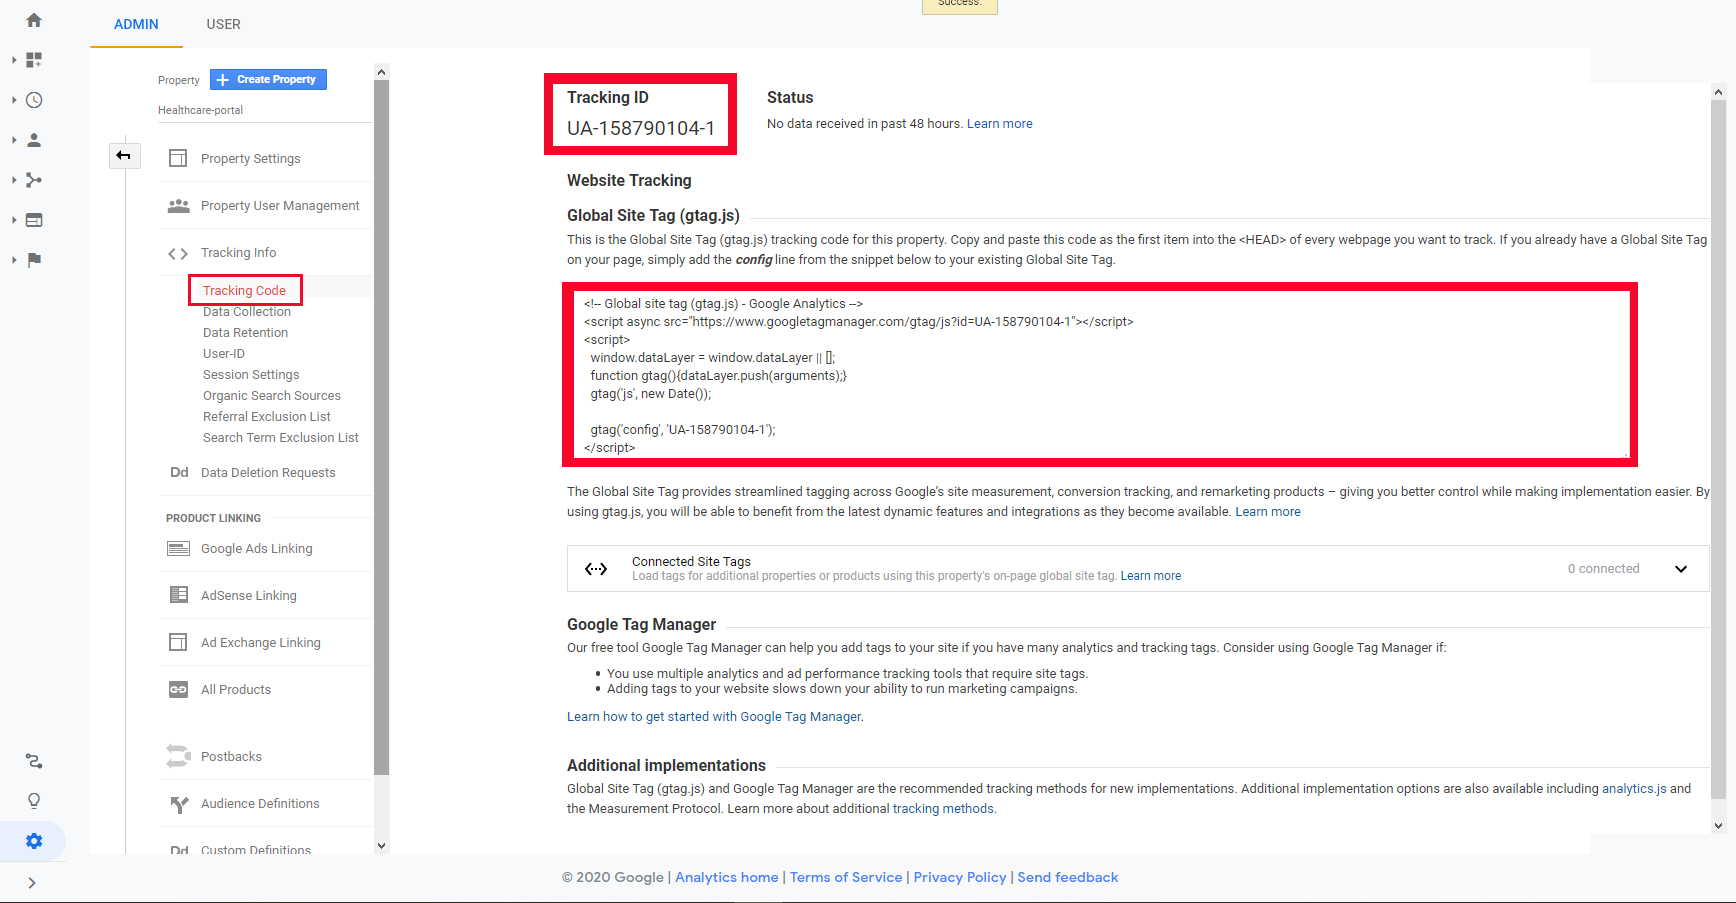 Success.
ADMIN
USER
Property
Create Property
Healthcare-portal
Property Settings
Property User Management
Tracking Info
Tracking Code
Data Collection
Data Retention
User-ID
Session Settings
Organic Search Sources
Referral Exclusion List
Search Term Exclusion List
Dd Data Deletion Requests
PRODUCT LINKING
Google Ads Linking
AdSense Linking
Ad Exchange Linking
All Products
Postbacks
Audience Definitions
Dd Custom Definitions
Tracking ID
UA-158790104-1
Status
No data received in past 48 hours. Learn more
Website Tracking
Global Site Tag (gtag.js)
This is the Global Site Tag (gtag.js) tracking code for this property. Copy and paste this code as the first item into the <HEAD> of every webpage you want to track. If you already have a Global Site Tag
on your page, simply add the config line from the snippet below to your existing Global Site Tag.
<!-- Global site tag (gtag.js) - Google Analytics -->
<script async src="https://www.googletagmanager.com/gtag/js?id=UA-158790104-1"></script>
<script>
window.dataLayer = window.dataLayer || [];
function gtag(){dataLayer.push(arguments);}
gtag('js', new Date());
gtag('config', 'UA-158790104-1');
</script>
The Global Site Tag provides streamlined tagging across Google's site measurement, conversion tracking, and remarketing products – giving you better control while making implementation easier. By
using gtag.js, you will be able to benefit from the latest dynamic features and integrations as they become available. Learn more
Connected Site Tags
Load tags for additional properties or products using this property's on-page global site tag. Learn more
0 connected
Google Tag Manager
Our free tool Google Tag Manager can help you add tags to your site if you have many analytics and tracking tags. Consider using Google Tag Manager if:
• You use multiple analytics and ad performance tracking tools that require site tags.
• Adding tags to your website slows down your ability to run marketing campaigns.
Learn how to get started with Google Tag Manager.
Additional implementations
Global Site Tag (gtag.js) and Google Tag Manager are the recommended tracking methods for new implementations. Additional implementation options are also available including analytics.js and
the Measurement Protocol. Learn more about additional tracking methods.
© 2020 Google | Analytics home | Terms of Service | Privacy Policy | Send feedback